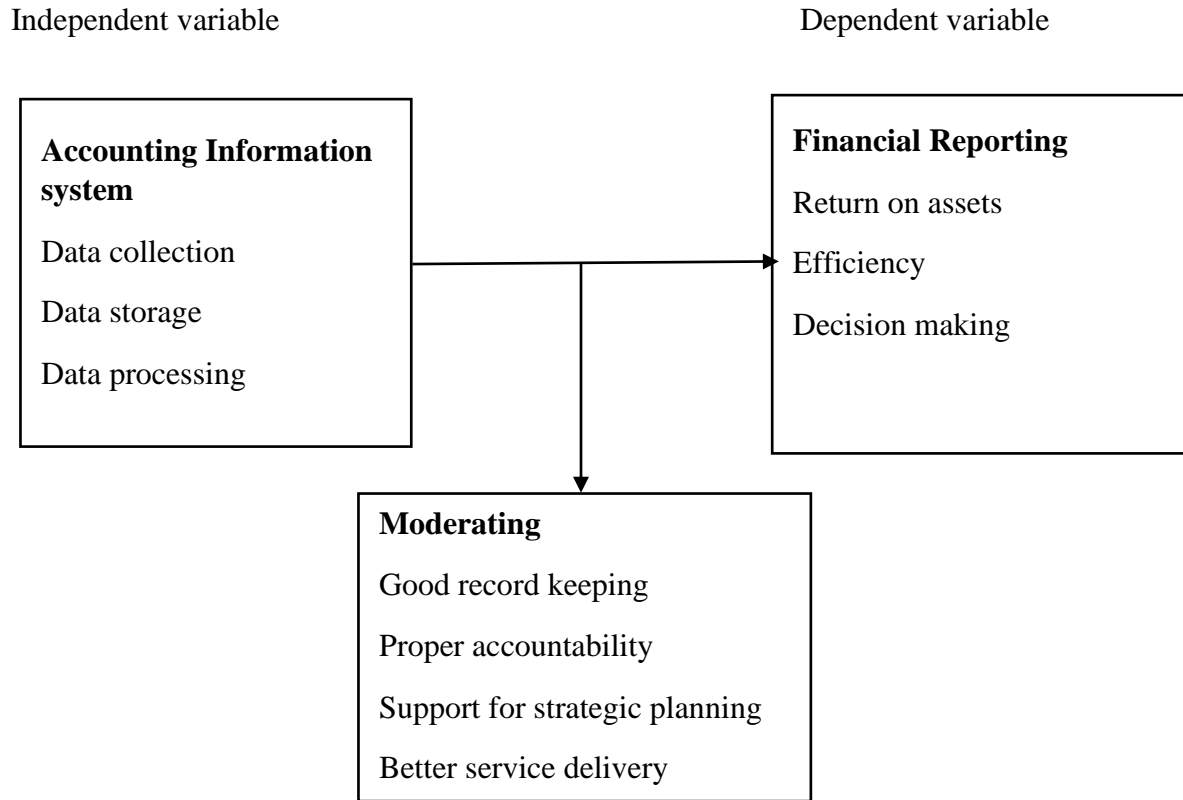 Independent variable
Dependent variable
Accounting Information
system
Data collection
Data storage
Data processing
Financial Reporting
Return on assets
Efficiency
Decision making
Moderating
Good record keeping
Proper accountability
Support for strategic planning
Better service delivery